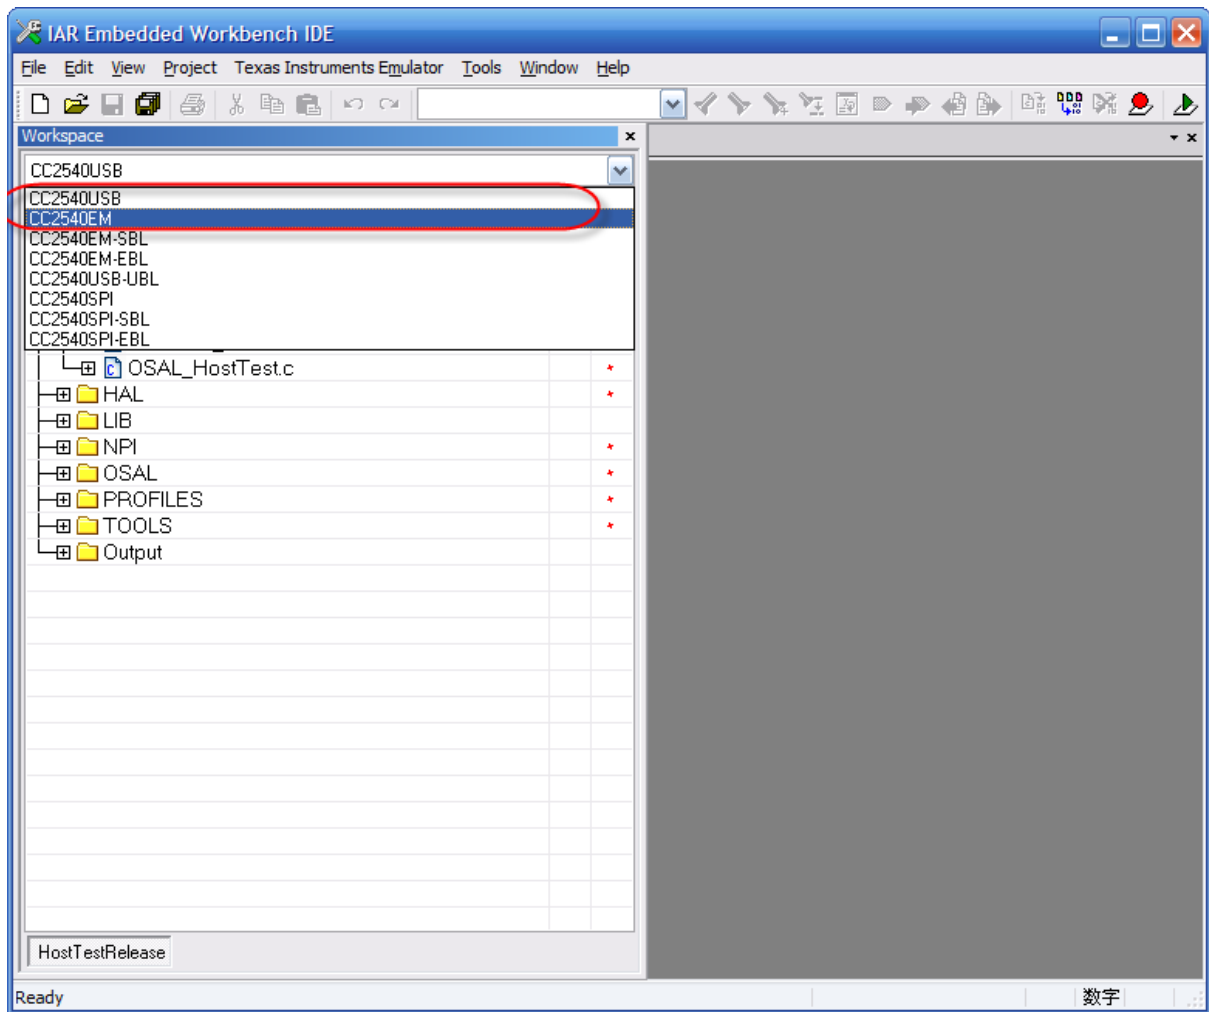 IAR Embedded Workbench IDE
File Edit View Project Texas Instruments Emulator Tools Window Help
Workspace
CC2540USB
CC2540USB
CC2540EM
CC2540EM-SBL
CC2540EM-EBL
CC2540USB-UBL
CC2540SPI
CC2540SPI-SBL
CC2540SPI-EBL
OSAL_HostTest.c
HAL
LIB
NPI
OSAL
PROFILES
TOOLS
Output
HostTestRelease
Ready 数字